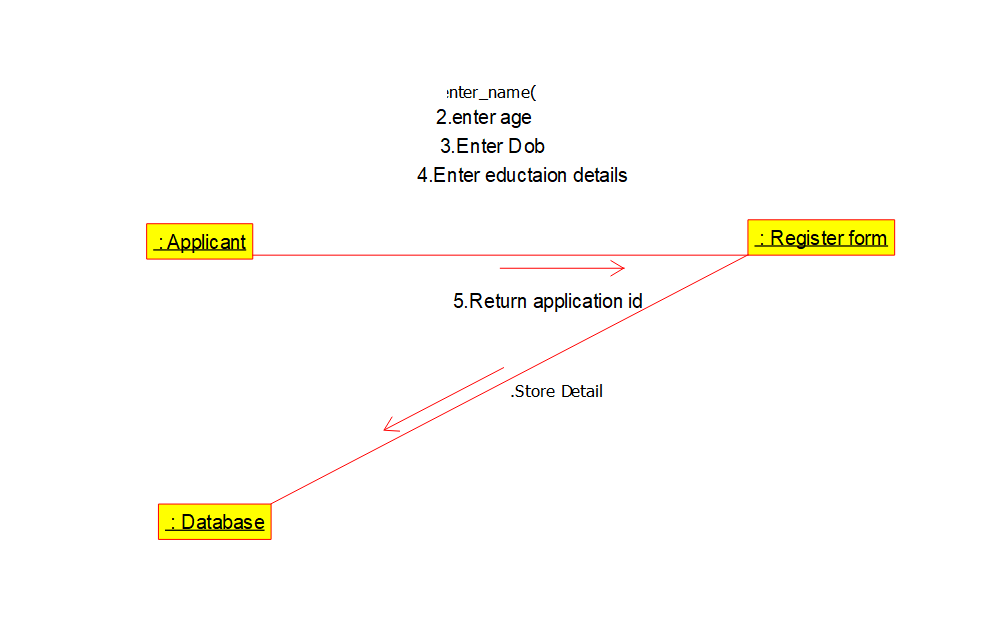 enter_name(
2.enter age
3.Enter Dob
4.Enter eductaion details
: Applicant
: Register form
5.Return application id
.Store Detail
: Database